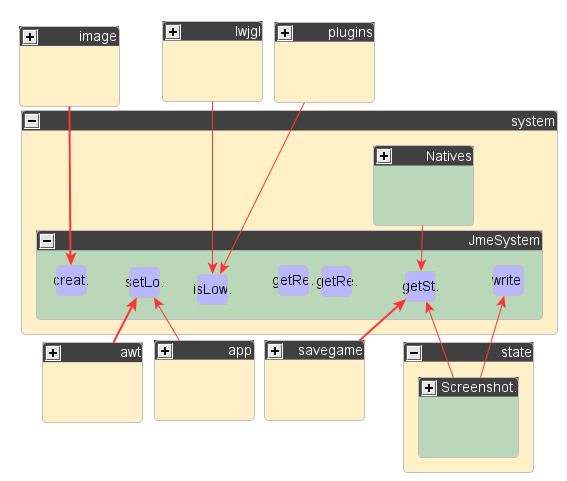 image
lwjgl
plugins
system
Natives
JmeSystem
creat.
setLo.
isLow.
getRe.
getRe.
getSt.
write
awt
app
savegame
state
Screenshot.